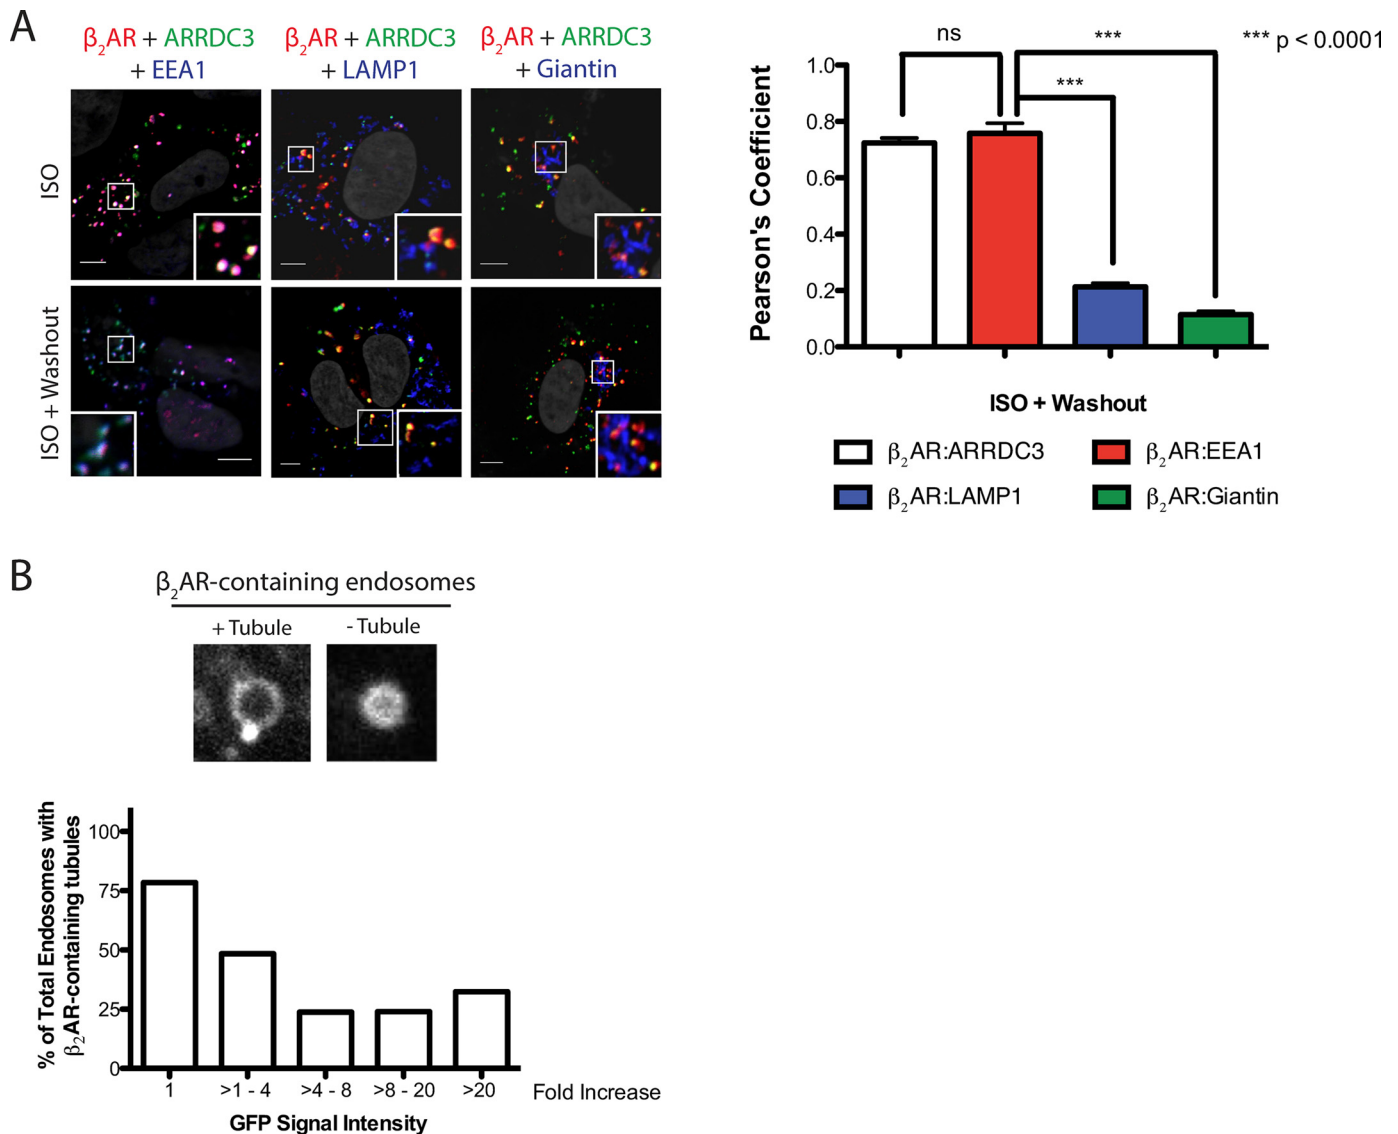 A
β2AR + ARRDC3
+ EEA1
β2AR + ARRDC3
+ LAMP1
β2AR + ARRDC3
+ Giantin
ISO
ISO + Washout
ns
***
***
*** p < 0.0001
Pearson's Coefficient
1.0
0.8
0.6
0.4
0.2
0.0
ISO + Washout
β2AR:ARRDC3
β2AR:EEA1
β2AR:LAMP1
β2AR:Giantin
B
β2AR-containing endosomes
+ Tubule
- Tubule
% of Total Endosomes with
β2AR-containing tubules
100
75
50
25
0
1
>1 - 4
>4 - 8
>8 - 20
>20
Fold Increase
GFP Signal Intensity